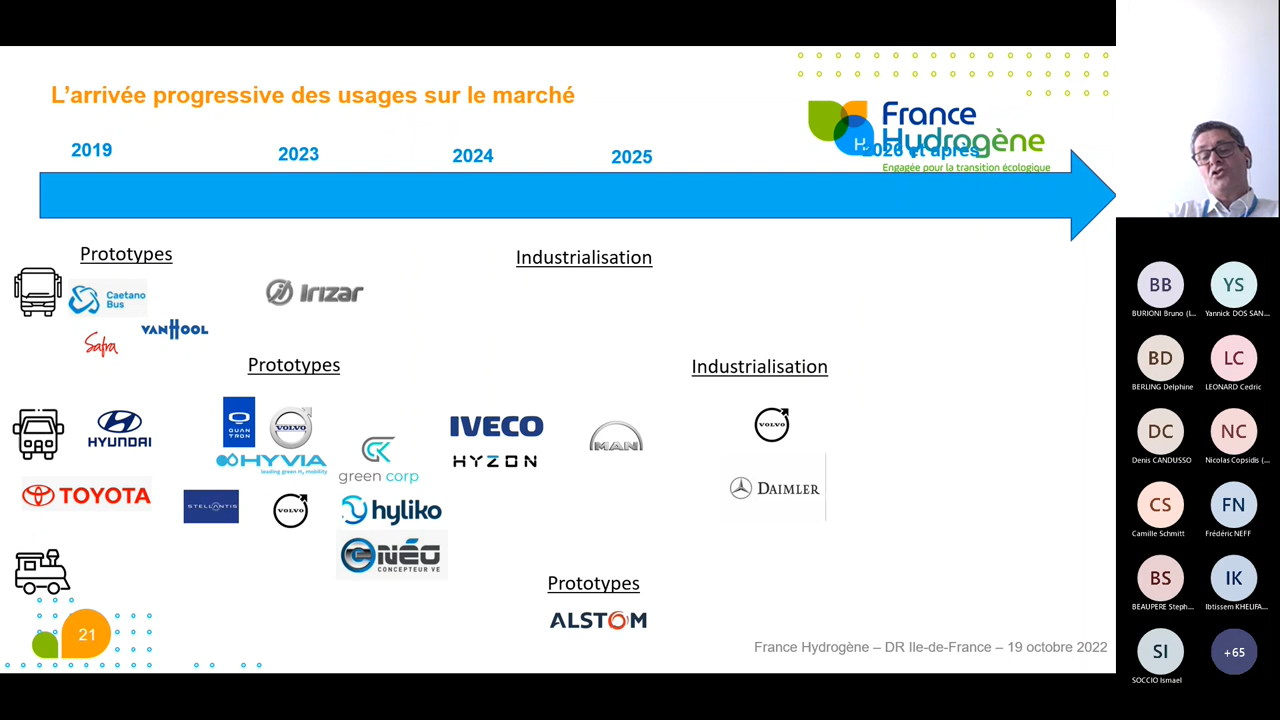 L'arrivée progressive des usages sur le marché
France
Hydrogène
Engagée pour la transition écologique
H
2019
2023
2024
2025
2026 et après
Prototypes
Industrialisation
Caetano
Bus
Irizar
VANHOOL
Safra
Prototypes
Industrialisation
HYUNDAI
QUAN
TRON
VOLVO
IVECO
MAN
VOLVO
HYVIA
leading green H₂ mobility
green corp
HYZON
TOYOTA
STELLANTIS
VOLVO
hyliko
DAIMLER
NÉO
CONCEPTEUR VE
Prototypes
ALSTOM
21
France Hydrogène – DR Ile-de-France – 19 octobre 2022
BB
BURIONI Bruno (L...
YS
Yannick DOS SAN...
BD
BERLING Delphine
LC
LEONARD Cedric
DC
Denis CANDUSSO
NC
Nicolas Copsidis (...
CS
Camille Schmitt
FN
Frédéric NEFF
BS
BEAUPERE Steph...
IK
Ibtissem KHELIFA...
SI
SOCCIO Ismael
+65